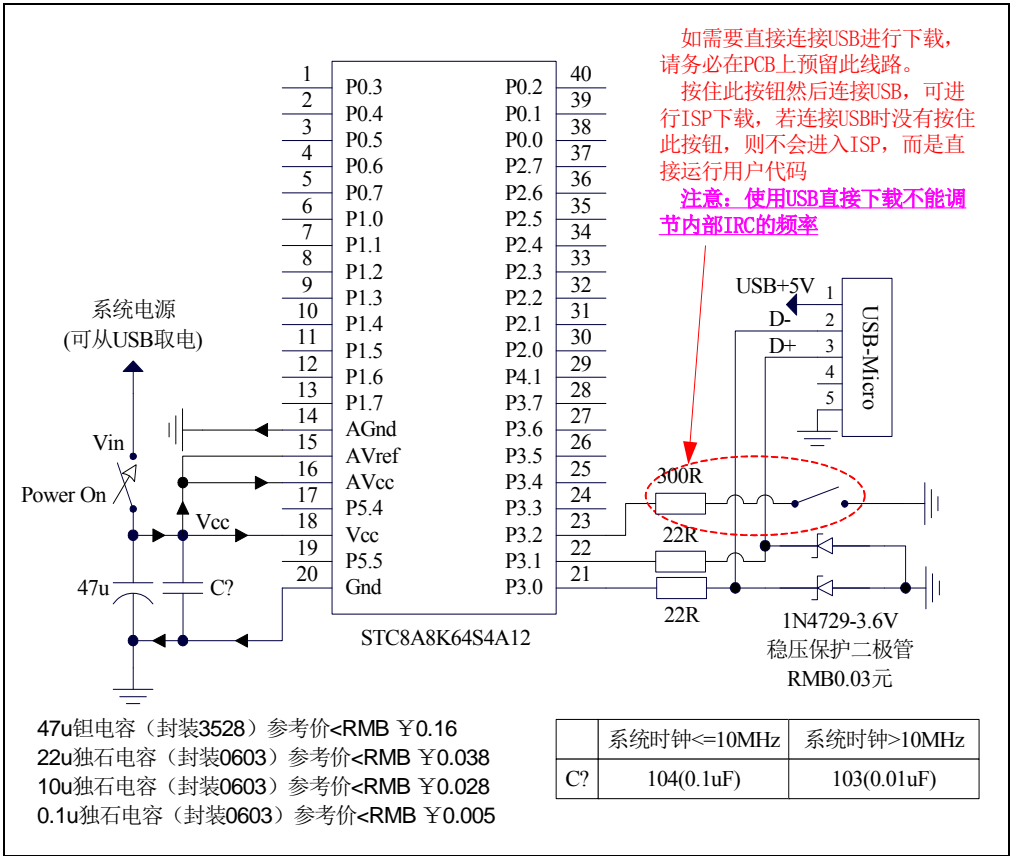 如需要直接连接USB进行下载，
请务必在PCB上预留此线路。
按住此按钮然后连接USB，可进
行ISP下载，若连接USB时没有按住
此按钮，则不会进入ISP，而是直
接运行用户代码
注意：使用USB直接下载不能调
节内部IRC的频率
1 P0.3 P0.2 40
2 P0.4 P0.1 39
3 P0.5 P0.0 38
4 P0.6 P2.7 37
5 P0.7 P2.6 36
6 P1.0 P2.5 35
7 P1.1 P2.4 34
8 P1.2 P2.3 33
9 P1.3 P2.2 32
10 P1.4 P2.1 31
11 P1.5 P2.0 30
12 P1.6 P4.1 29
13 P1.7 P3.7 28
14 AGnd P3.6 27
15 AVref P3.5 26
16 AVcc P3.4 25
17 P5.4 P3.3 24
18 Vcc P3.2 23
19 P5.5 P3.1 22
20 Gnd P3.0 21
STC8A8K64S4A12
系统电源
(可从USB取电)
Vin
Power On
Vcc
47u
C?
USB+5V 1
D- 2
D+ 3
4
5
USB-Micro
300R
22R
22R
1N4729-3.6V
稳压保护二极管
RMB0.03元
47u钽电容（封装3528）参考价<RMB ￥0.16
22u独石电容（封装0603）参考价<RMB ￥0.038
10u独石电容（封装0603）参考价<RMB ￥0.028
0.1u独石电容（封装0603）参考价<RMB ￥0.005
系统时钟<=10MHz 系统时钟>10MHz
C? 104(0.1uF) 103(0.01uF)